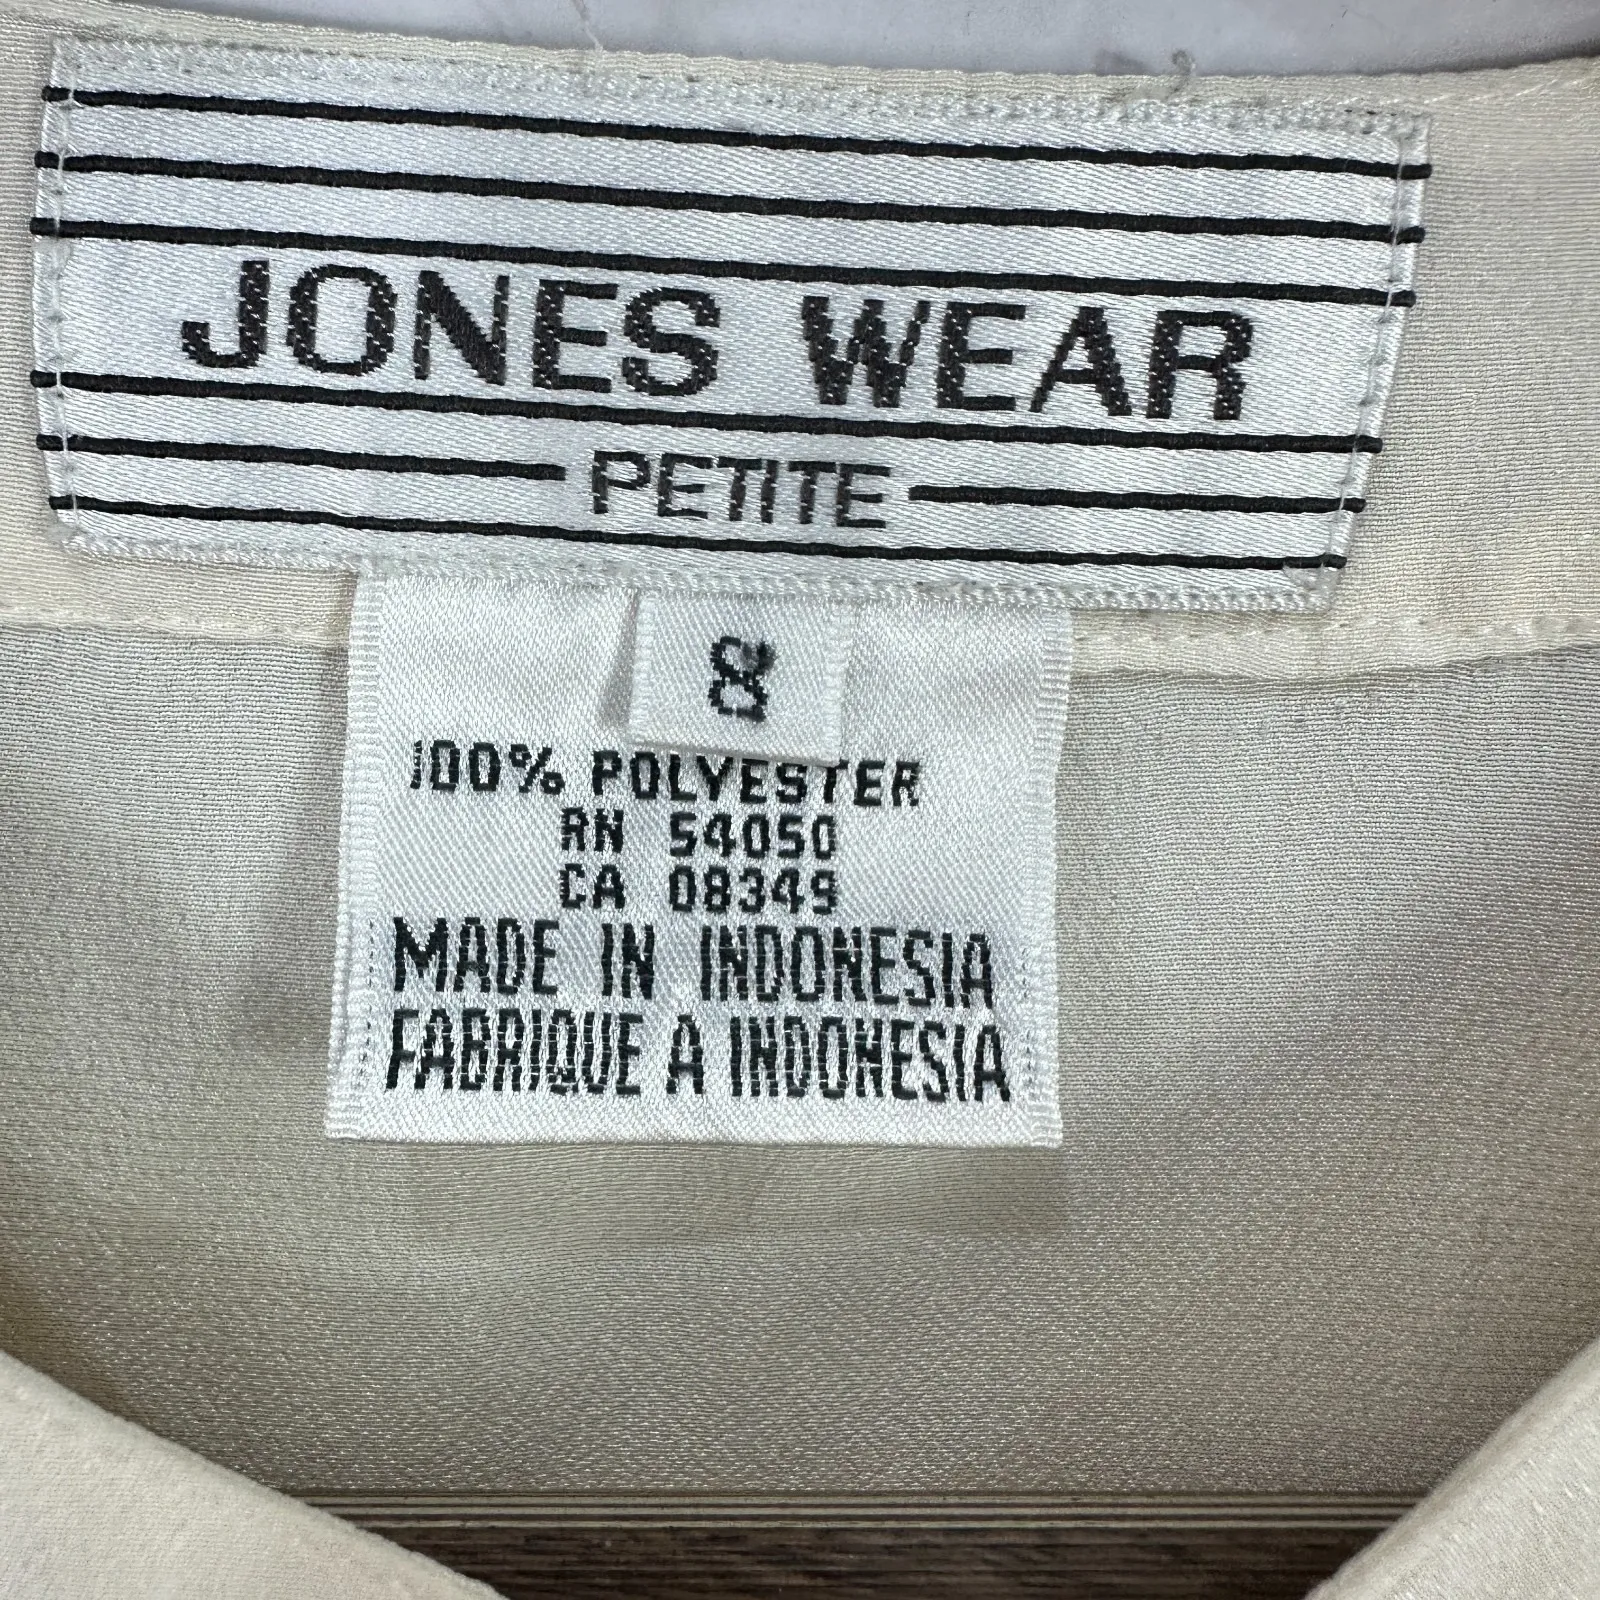 JONES WEAR
PETITE
8
100% POLYESTER
RN 54050
CA 08349
MADE IN INDONESIA
FABRIQUE A INDONESIA